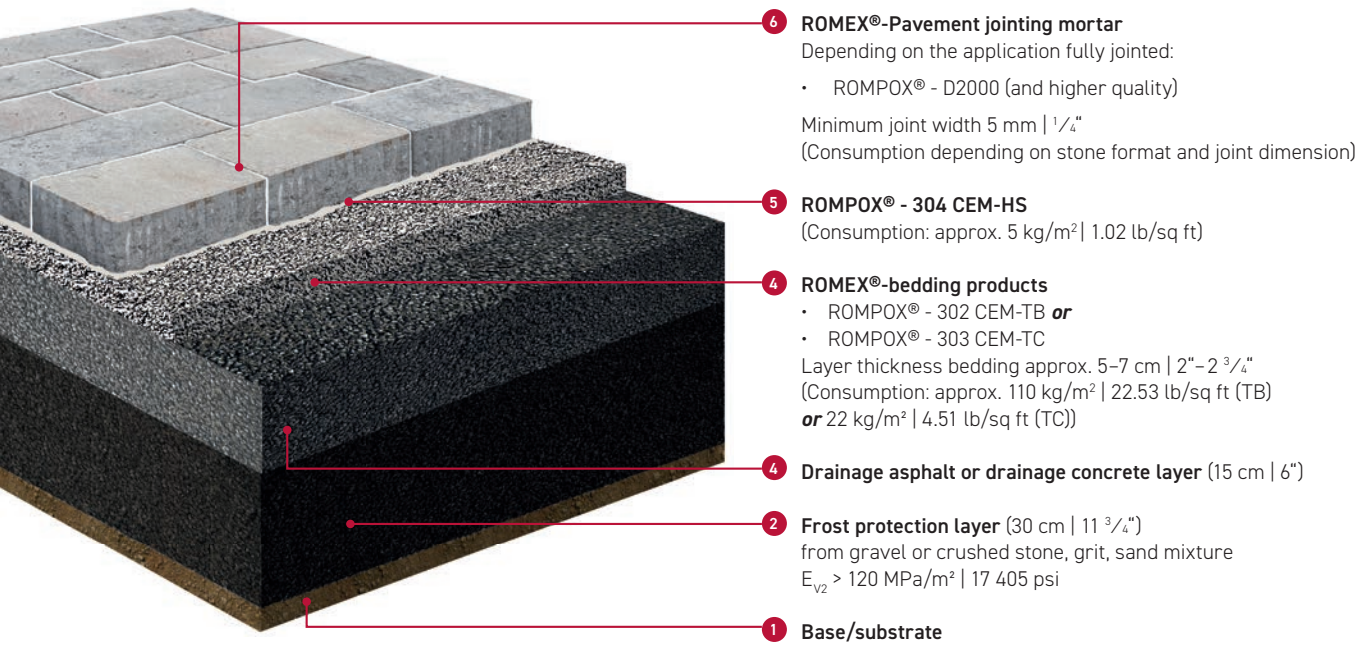 6 ROMEX®-Pavement jointing mortar
Depending on the application fully jointed:
• ROMPOX® - D2000 (and higher quality)
Minimum joint width 5 mm | 1/4“
(Consumption depending on stone format and joint dimension)
5 ROMPOX® - 304 CEM-HS
(Consumption: approx. 5 kg/m² | 1.02 lb/sq ft)
4 ROMEX®-bedding products
• ROMPOX® - 302 CEM-TB or
• ROMPOX® - 303 CEM-TC
Layer thickness bedding approx. 5–7 cm | 2“–2 3/4“
(Consumption: approx. 110 kg/m² | 22.53 lb/sq ft (TB)
or 22 kg/m² | 4.51 lb/sq ft (TC))
4 Drainage asphalt or drainage concrete layer (15 cm | 6“)
2 Frost protection layer (30 cm | 11 3/4“)
from gravel or crushed stone, grit, sand mixture
EV2 > 120 MPa/m² | 17 405 psi
1 Base/substrate